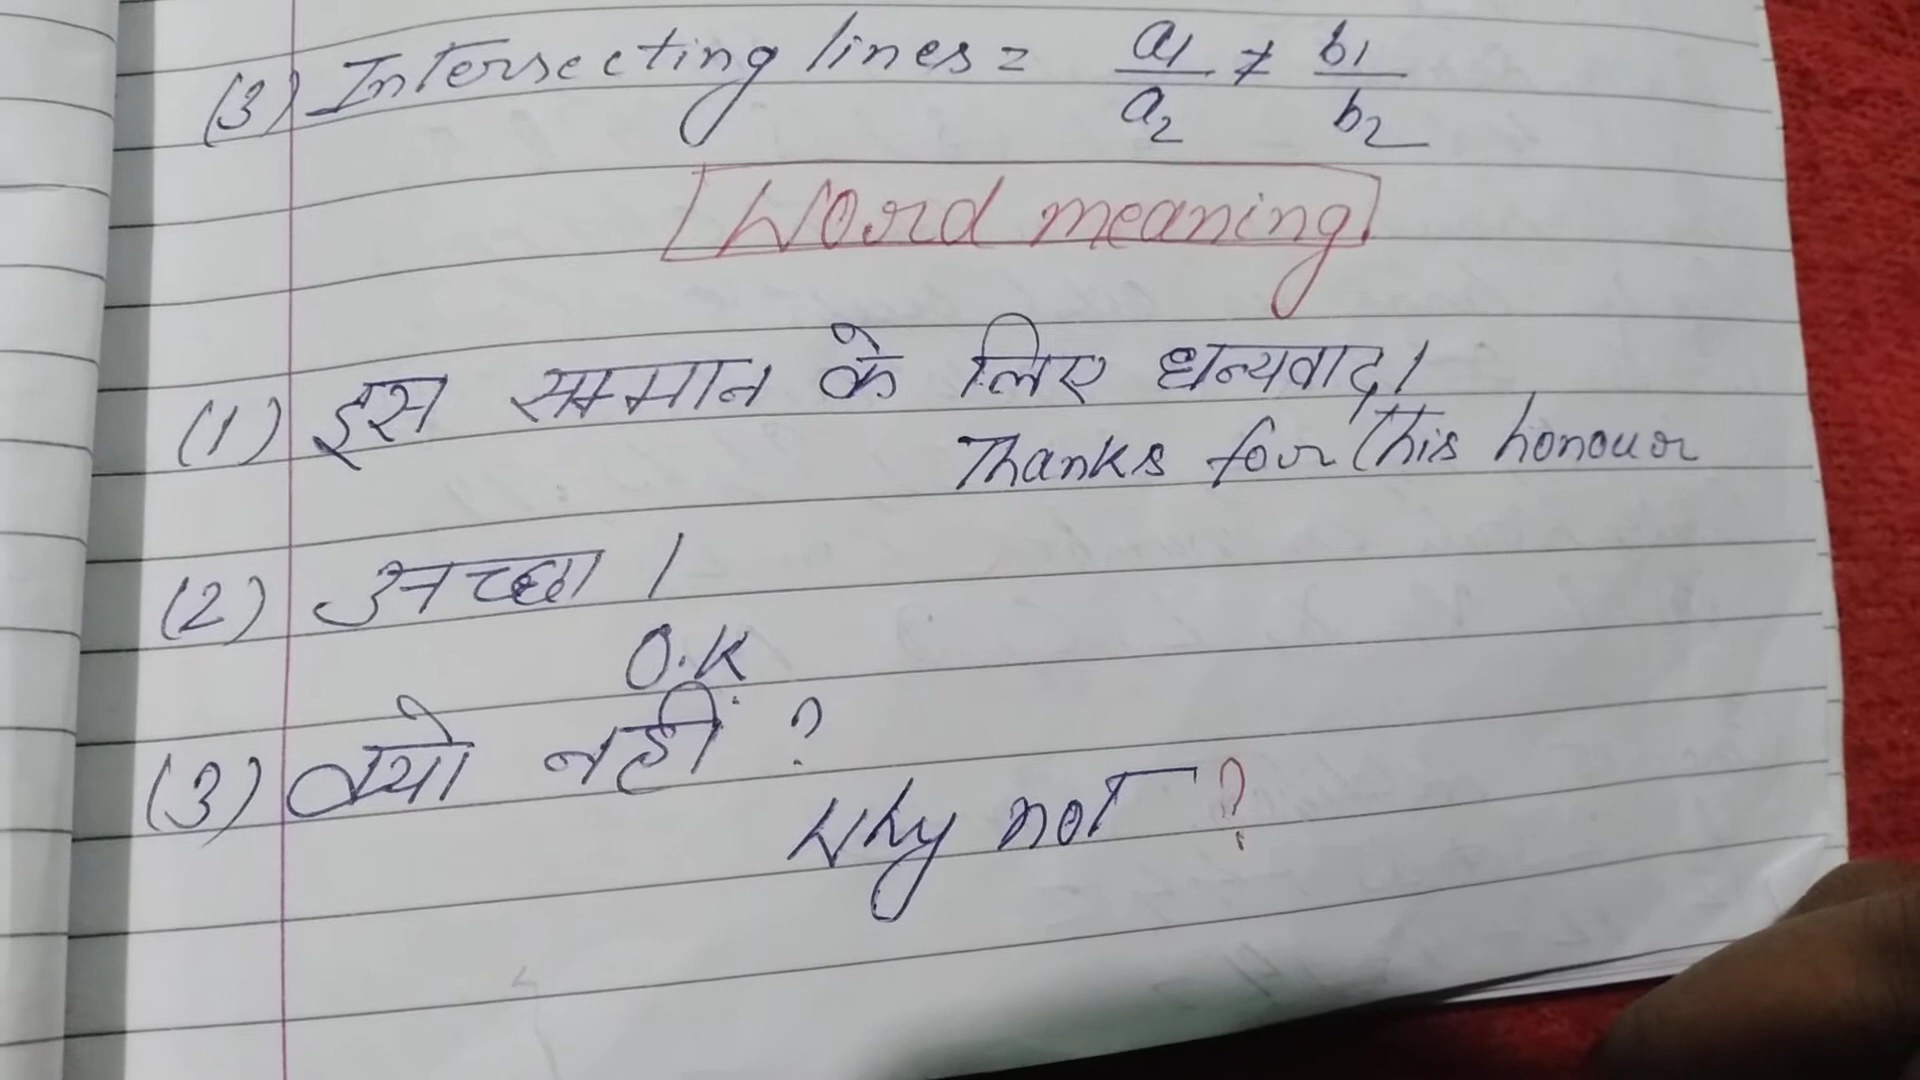 (3) Intersecting lines = a1/a2 ≠ b1/b2
Word meaning
(1) इस सम्मान के लिए धन्यवाद।
Thanks for this honour
(2) अच्छा।
O.K
(3) क्यो नहीं ?
Why not ?